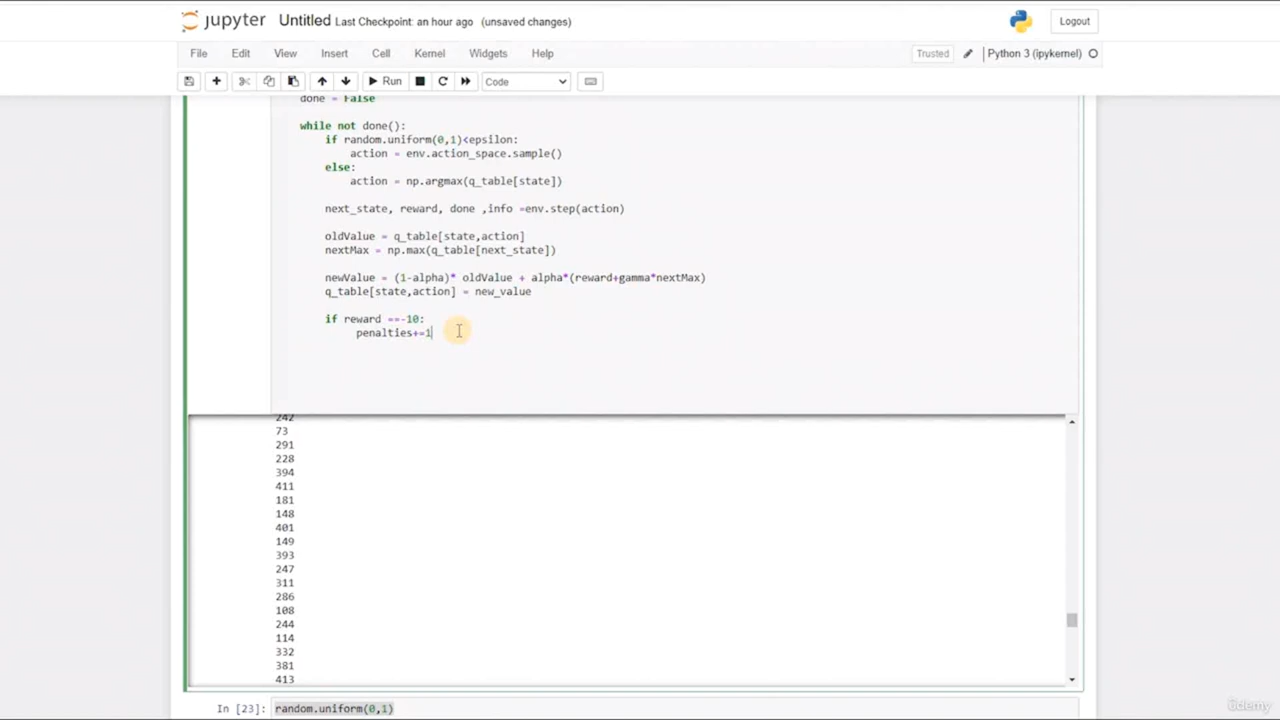 jupyter Untitled Last Checkpoint: an hour ago (unsaved changes) Logout
File Edit View Insert Cell Kernel Widgets Help Trusted Python 3 (ipykernel)
Run Code
done = False
while not done():
if random.uniform(0,1)<epsilon:
action = env.action_space.sample()
else:
action = np.argmax(q_table[state])
next_state, reward, done ,info =env.step(action)
oldValue = q_table[state,action]
nextMax = np.max(q_table[next_state])
newValue = (1-alpha)* oldValue + alpha*(reward+gamma*nextMax)
q_table[state,action] = new_value
if reward ==-10:
penalties+=1
242
73
291
228
394
411
181
148
401
149
393
247
311
286
108
244
114
332
381
413
In [23]: random.uniform(0,1)
ûdemy